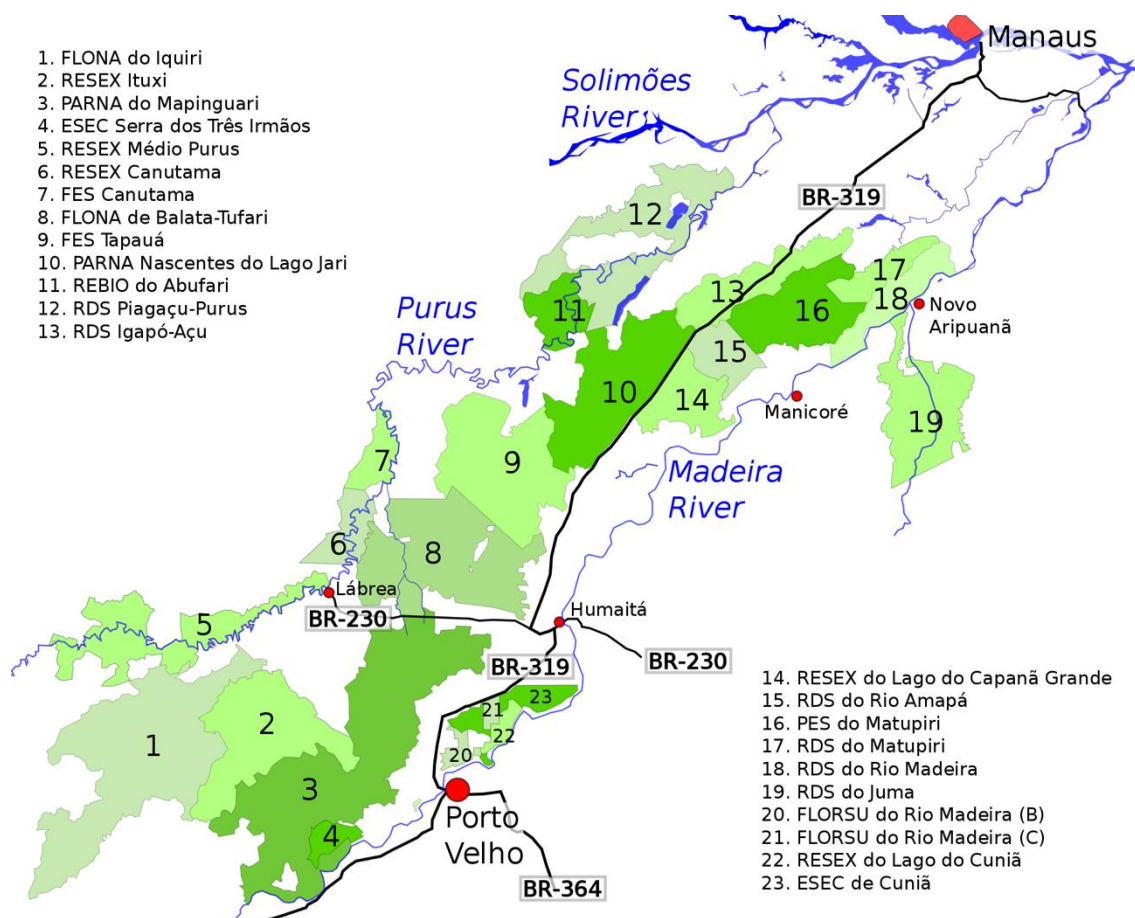 1. FLONA do Iquiri
2. RESEX Ituxi
3. PARNA do Mapinguari
4. ESEC Serra dos Três Irmãos
5. RESEX Médio Purus
6. RESEX Canutama
7. FES Canutama
8. FLONA de Balata-Tufari
9. FES Tapauá
10. PARNA Nascentes do Lago Jari
11. REBIO do Abufari
12. RDS Piagaçu-Purus
13. RDS Igapó-Açu
Manaus
Solimões
River
BR-319
12
17
13
18
16
11
Novo
Aripuanã
Purus
River
15
10
14
Manicoré
19
9
7
Madeira
River
8
6
Lábrea
BR-230
Humaitá
5
BR-319
BR-230
23
21
22
20
2
1
3
4
Porto
Velho
BR-364
14. RESEX do Lago do Capanã Grande
15. RDS do Rio Amapá
16. PES do Matupiri
17. RDS do Matupiri
18. RDS do Rio Madeira
19. RDS do Juma
20. FLORSU do Rio Madeira (B)
21. FLORSU do Rio Madeira (C)
22. RESEX do Lago do Cuniã
23. ESEC de Cuniã